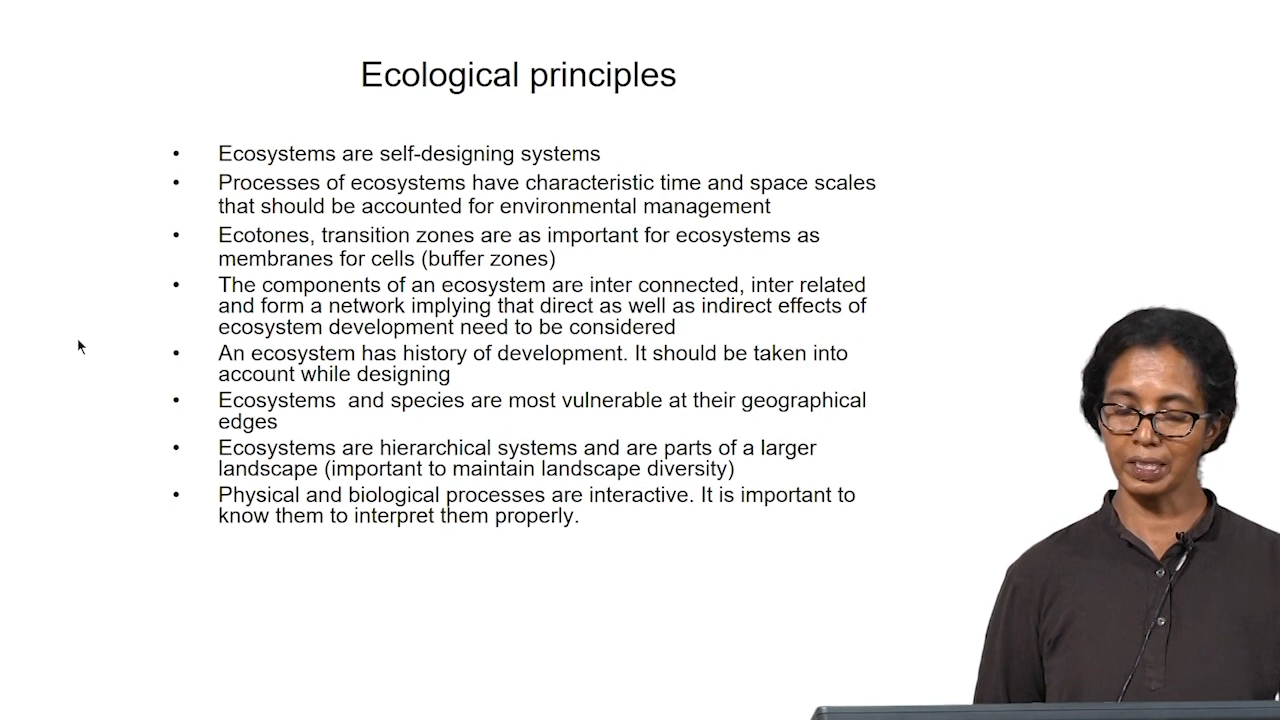 Ecological principles
• Ecosystems are self-designing systems
• Processes of ecosystems have characteristic time and space scales
that should be accounted for environmental management
• Ecotones, transition zones are as important for ecosystems as
membranes for cells (buffer zones)
• The components of an ecosystem are inter connected, inter related
and form a network implying that direct as well as indirect effects of
ecosystem development need to be considered
• An ecosystem has history of development. It should be taken into
account while designing
• Ecosystems  and species are most vulnerable at their geographical
edges
• Ecosystems are hierarchical systems and are parts of a larger
landscape (important to maintain landscape diversity)
• Physical and biological processes are interactive. It is important to
know them to interpret them properly.